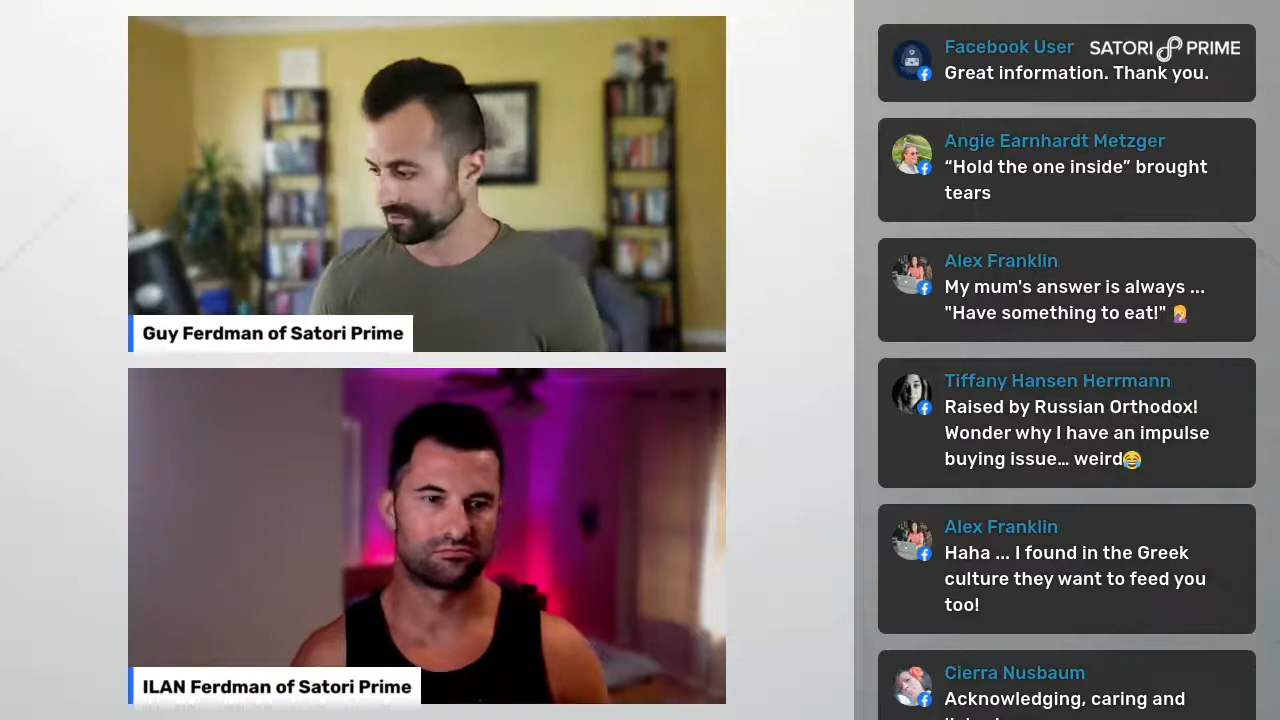 Guy Ferdman of Satori Prime
ILAN Ferdman of Satori Prime
Facebook User
SATORI PRIME
Great information. Thank you.
Angie Earnhardt Metzger
“Hold the one inside” brought
tears
Alex Franklin
My mum's answer is always ...
"Have something to eat!" 🤦‍♀️
Tiffany Hansen Herrmann
Raised by Russian Orthodox!
Wonder why I have an impulse
buying issue… weird😂
Alex Franklin
Haha ... I found in the Greek
culture they want to feed you
too!
Cierra Nusbaum
Acknowledging, caring and